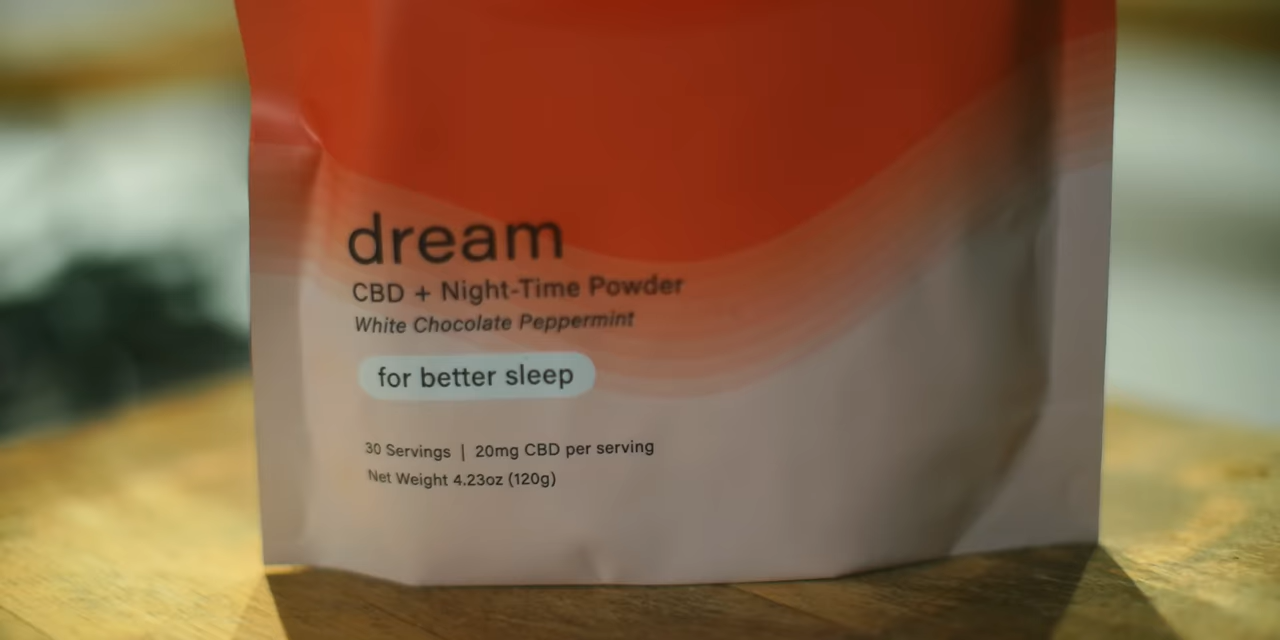 dream
CBD + Night-Time Powder
White Chocolate Peppermint
for better sleep
30 Servings | 20mg CBD per serving
Net Weight 4.23oz (120g)